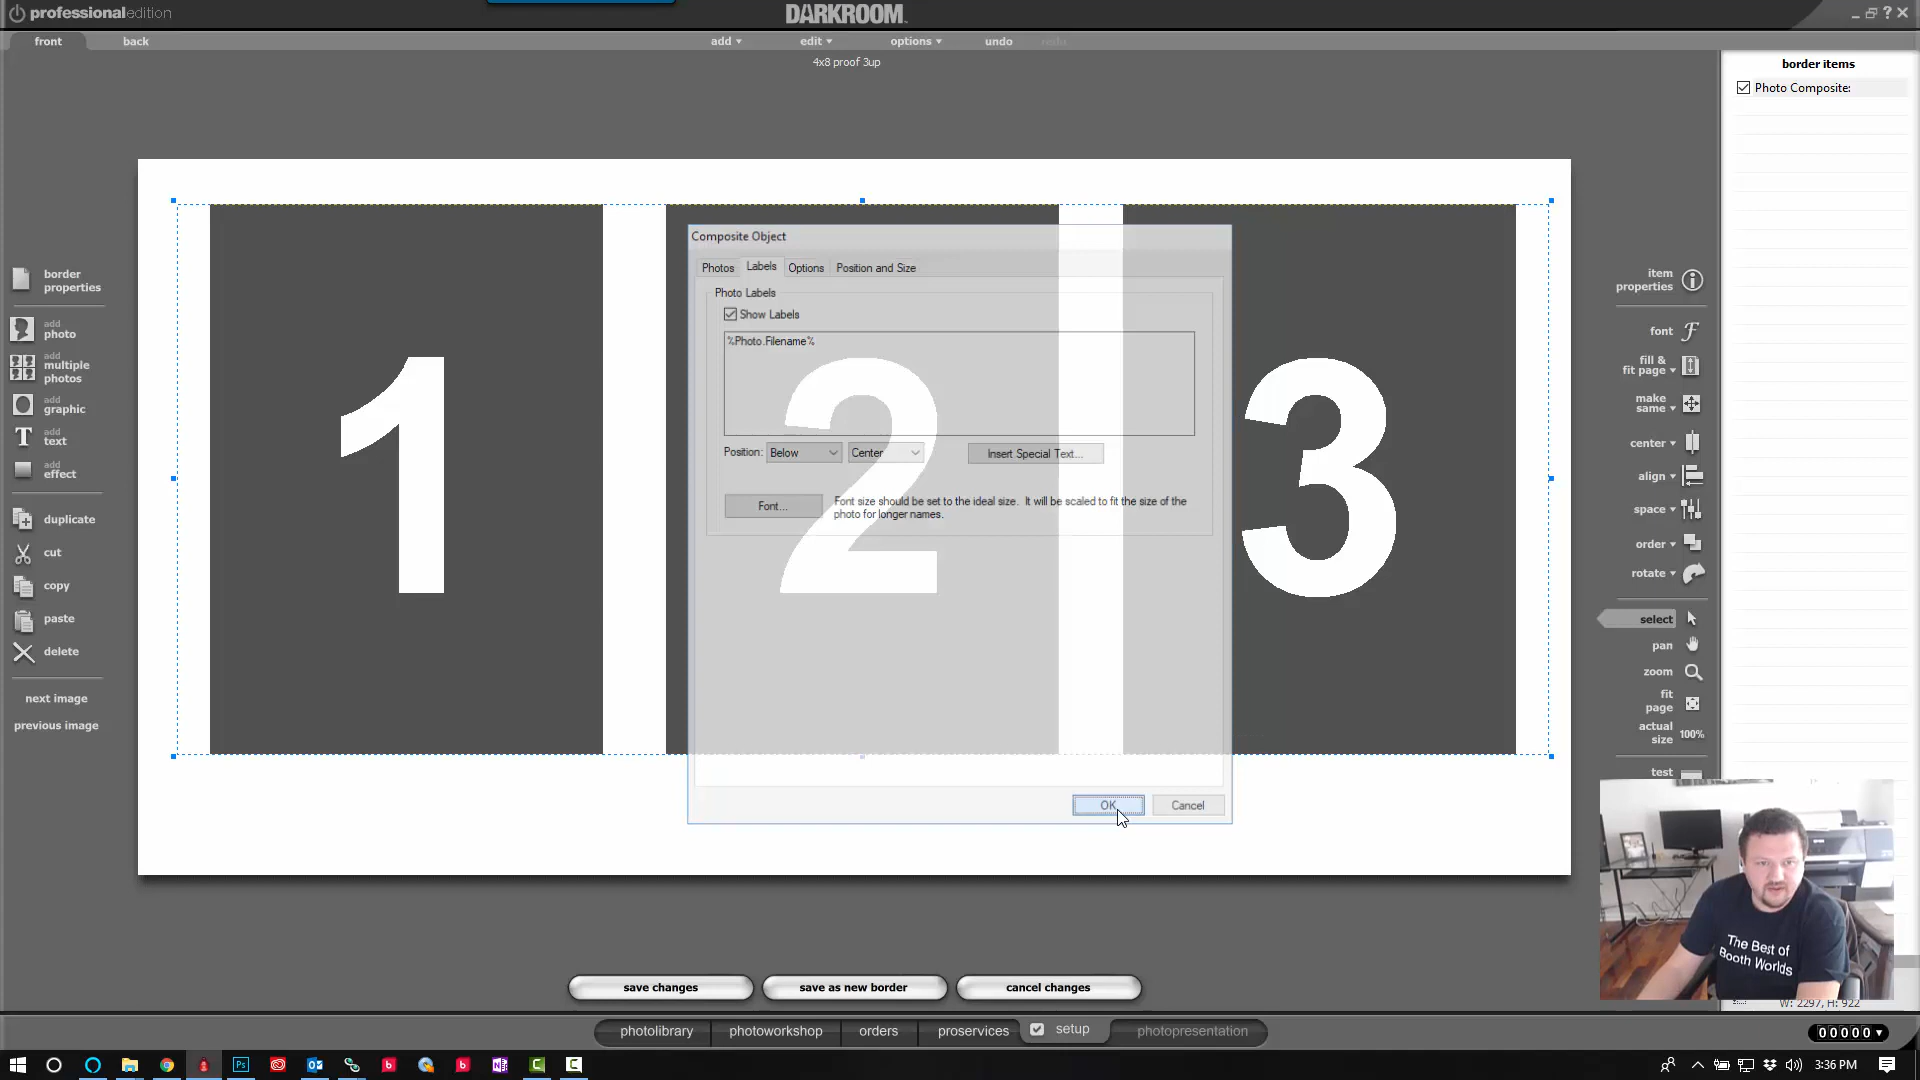 professionaledition
DARKROOM
front
back
add
edit
options
undo
redo
4x8 proof 3up
border items
Photo Composite:
Composite Object
Photos
Labels
Options
Position and Size
Photo Labels
Show Labels
%Photo.Filename%
Position:
Below
Center
Insert Special Text...
Font...
Font size should be set to the ideal size. It will be scaled to fit the size of the
photo for longer names.
OK
Cancel
1
2
3
border
properties
add
photo
add
multiple
photos
add
graphic
add
text
add
effect
duplicate
cut
copy
paste
delete
next image
previous image
item
properties
font
fill &
fit page
make
same
center
align
space
order
rotate
select
pan
zoom
fit
page
actual
size
100%
test
The Best of
Booth Worlds
W: 2297, H: 922
save changes
save as new border
cancel changes
photolibrary
photoworkshop
orders
proservices
setup
photopresentation
00000
3:36 PM